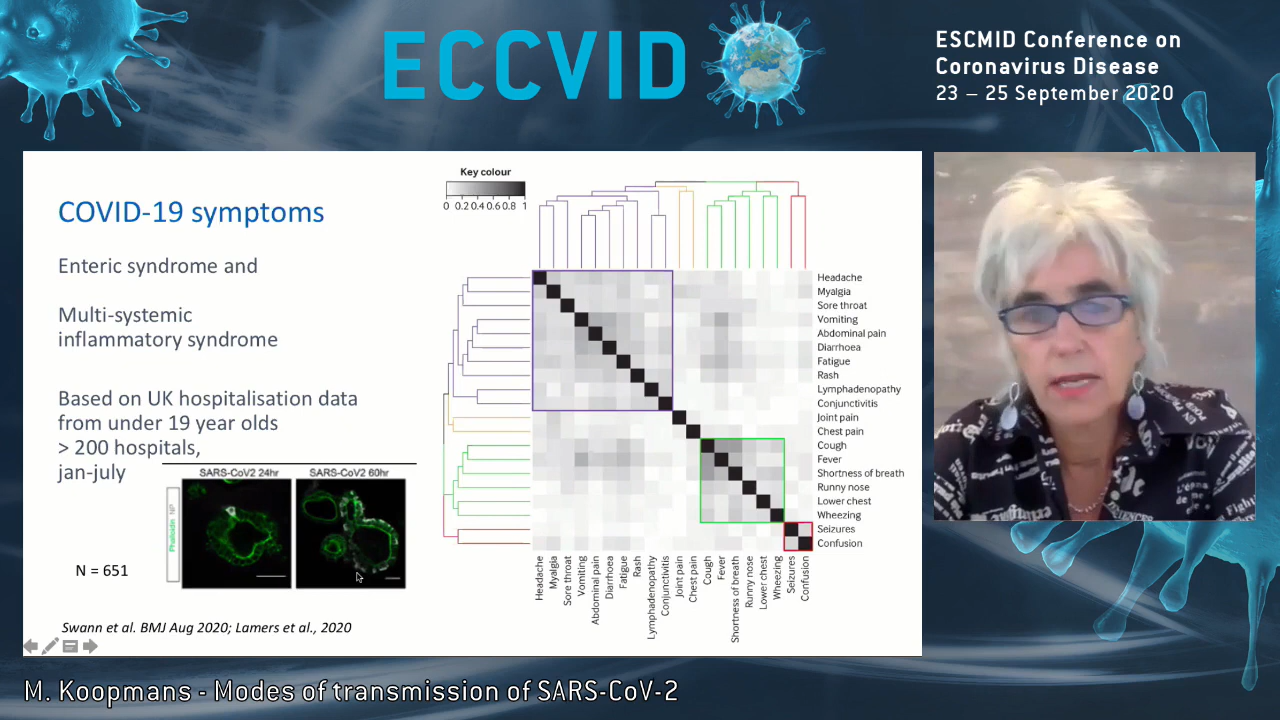 ECCVID
ESCMID Conference on
Coronavirus Disease
23 – 25 September 2020
COVID-19 symptoms
Enteric syndrome and
Multi-systemic
inflammatory syndrome
Based on UK hospitalisation data
from under 19 year olds
> 200 hospitals,
jan-july
SARS-CoV2 24hr
SARS-CoV2 60hr
Phalloidin NP
N = 651
Swann et al. BMJ Aug 2020; Lamers et al., 2020
Key colour
0 0.2 0.4 0.6 0.8 1
Headache
Myalgia
Sore throat
Vomiting
Abdominal pain
Diarrhoea
Fatigue
Rash
Lymphadenopathy
Conjunctivitis
Joint pain
Chest pain
Cough
Fever
Shortness of breath
Runny nose
Lower chest
Wheezing
Seizures
Confusion
Headache
Myalgia
Sore throat
Vomiting
Abdominal pain
Diarrhoea
Fatigue
Rash
Lymphadenopathy
Conjunctivitis
Joint pain
Chest pain
Cough
Fever
Shortness of breath
Runny nose
Lower chest
Wheezing
Seizures
Confusion
M. Koopmans - Modes of transmission of SARS-CoV-2